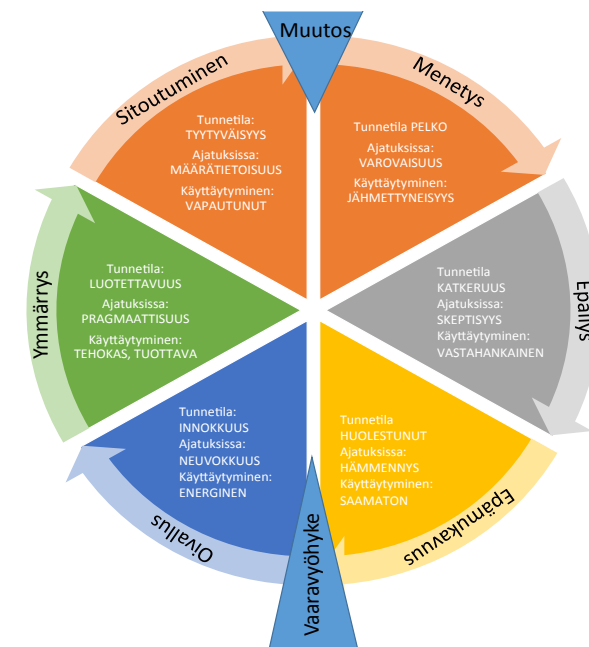 Muutos
Menetys
Tunnetila PELKO
Ajatuksissa:
VAROVAISUUS
Käyttäytyminen:
JÄHMETTYNEISYYS
Epäilys
Tunnetila
KATKERUUS
Ajatuksissa:
SKEPTISYYS
Käyttäytyminen:
VASTAHANKAINEN
Epämukavuus
Tunnetila
HUOLESTUNUT
Ajatuksissa:
HÄMMENNYS
Käyttäytyminen:
SAAMATON
Vaaravyöhyke
Oivallus
Tunnetila:
INNOKKUUS
Ajatuksissa:
NEUVOKKUUS
Käyttäytyminen:
ENERGINEN
Ymmärrys
Tunnetila:
LUOTETTAVUUS
Ajatuksissa:
PRAGMAATTISUUS
Käyttäytyminen:
TEHOKAS, TUOTTAVA
Sitoutuminen
Tunnetila:
TYYTYVÄISYYS
Ajatuksissa:
MÄÄRÄTIETOISUUS
Käyttäytyminen:
VAPAUTUNUT